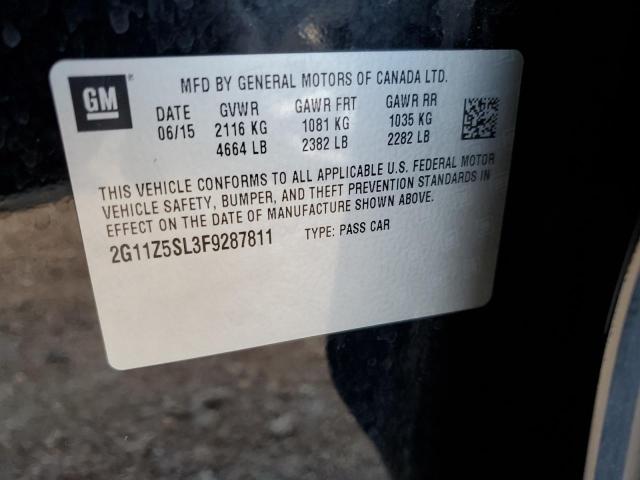 GM
MFD BY GENERAL MOTORS OF CANADA LTD.
DATE GVWR GAWR FRT GAWR RR
06/15 2116 KG 1081 KG 1035 KG
4664 LB 2382 LB 2282 LB
THIS VEHICLE CONFORMS TO ALL APPLICABLE U.S. FEDERAL MOTOR
VEHICLE SAFETY, BUMPER, AND THEFT PREVENTION STANDARDS IN
EFFECT ON THE DATE OF MANUFACTURE SHOWN ABOVE.
2G11Z5SL3F9287811 TYPE: PASS CAR